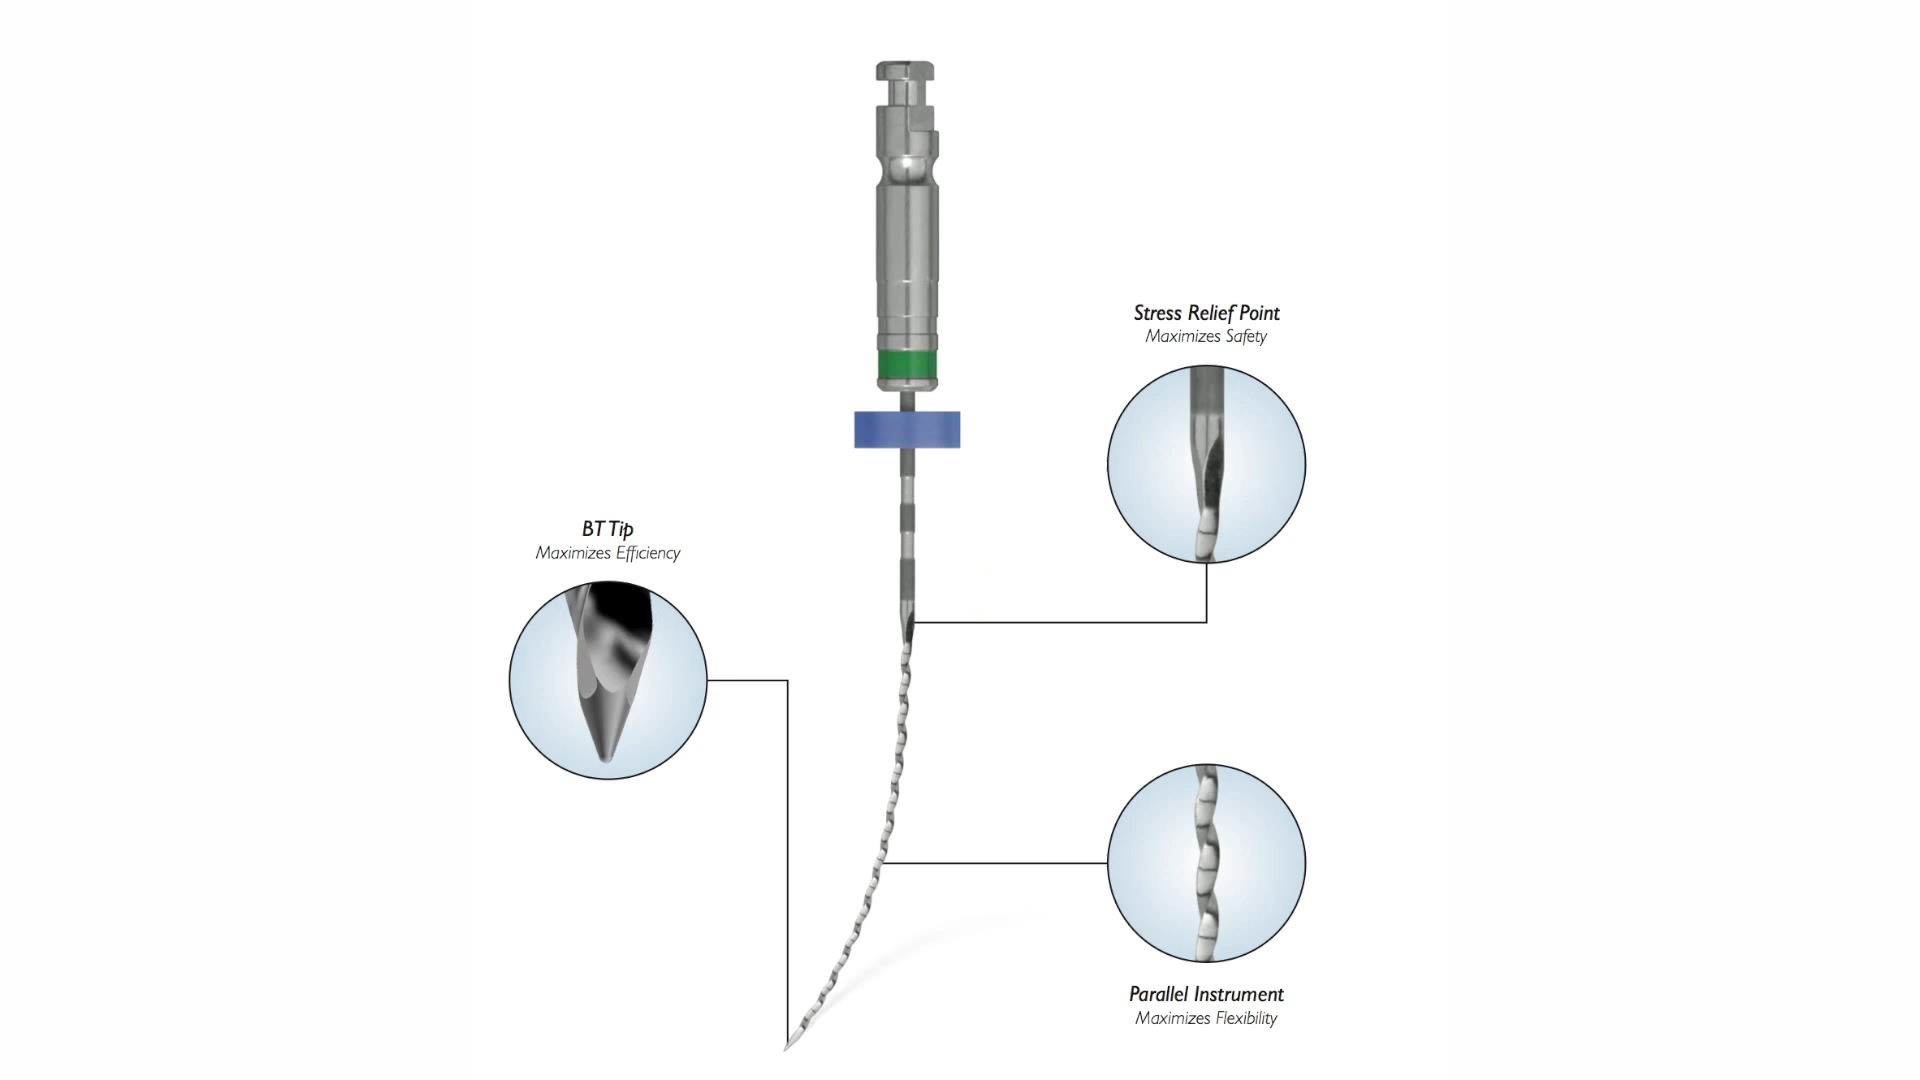 Stress Relief Point
Maximizes Safety
BT Tip
Maximizes Efficiency
Parallel Instrument
Maximizes Flexibility